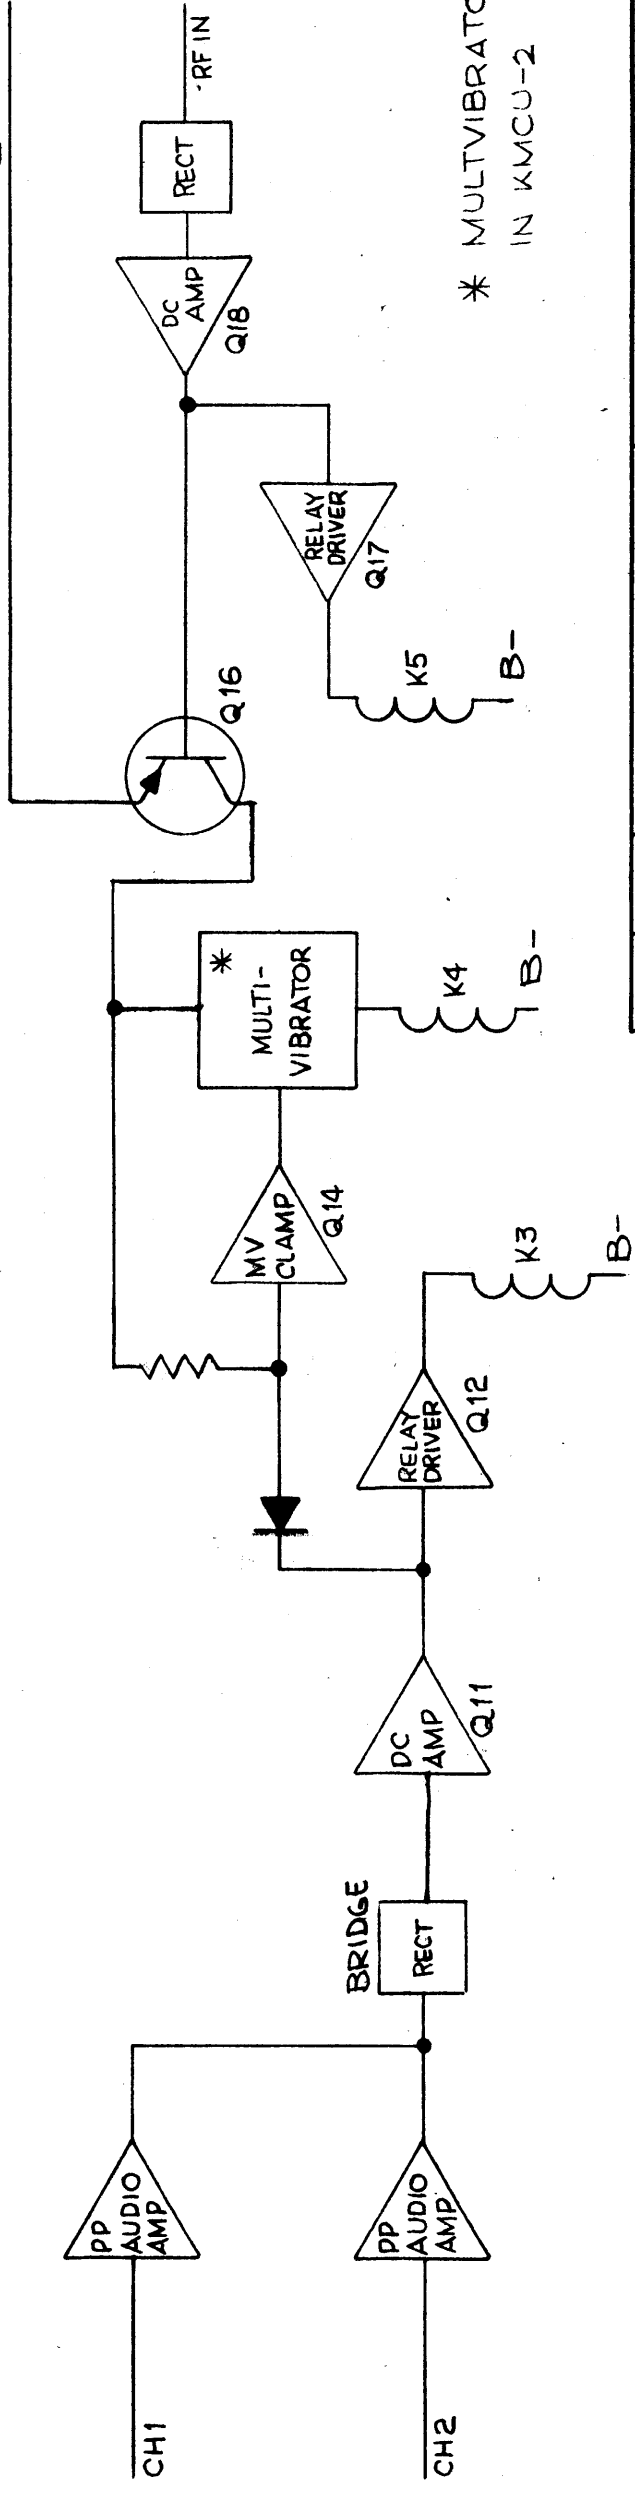 CH1
CH2
PP
AUDIO
AMP
PP
AUDIO
AMP
BRIDGE
RECT
DC
AMP
Q11
RELAY
DRIVER
Q12
K3
B-
MV
CLAMP
Q14
*
MULTI-
VIBRATOR
K4
B-
Q16
K5
B-
RELAY
DRIVER
Q17
DC
AMP
Q18
RECT
RF IN
* MULTVIBRATO
IN KMCU-2